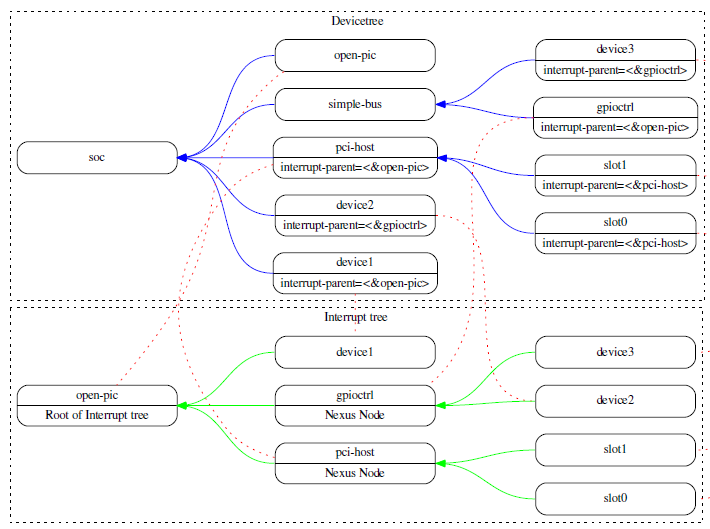 Devicetree
open-pic
device3
interrupt-parent=<&gpioctrl>
simple-bus
gpioctrl
interrupt-parent=<&open-pic>
soc
pci-host
interrupt-parent=<&open-pic>
slot1
interrupt-parent=<&pci-host>
device2
interrupt-parent=<&gpioctrl>
slot0
interrupt-parent=<&pci-host>
device1
interrupt-parent=<&open-pic>
Interrupt tree
device1
device3
open-pic
Root of Interrupt tree
gpioctrl
Nexus Node
device2
pci-host
Nexus Node
slot1
slot0